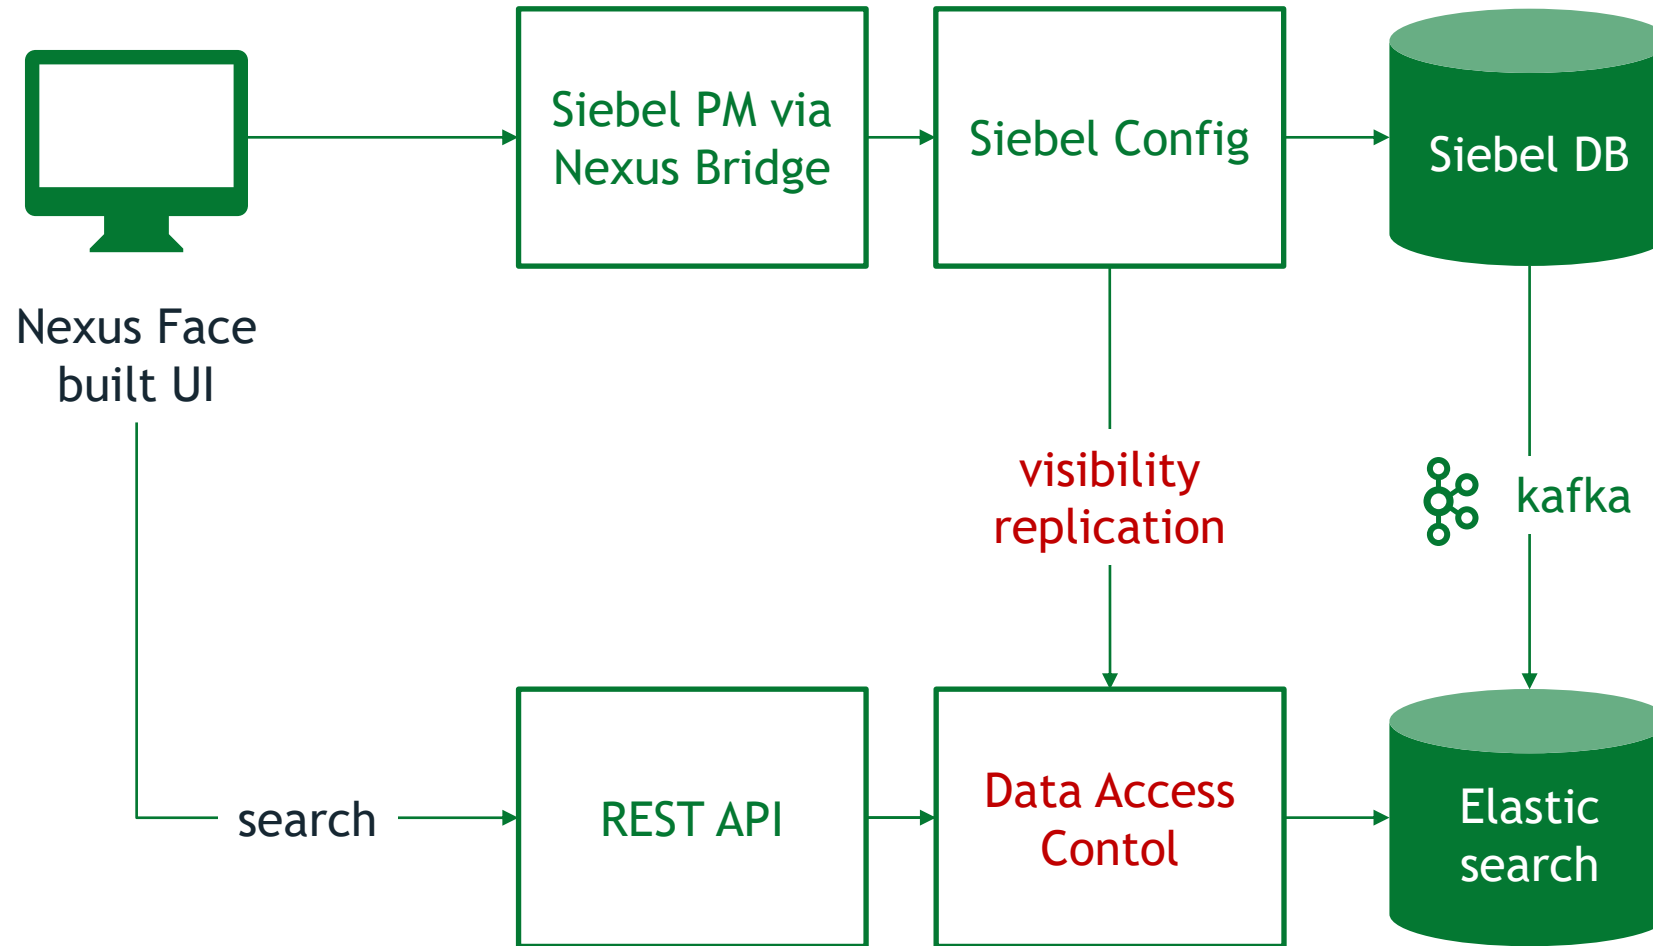 Siebel PM via
Nexus Bridge
Siebel Config
Siebel DB
Nexus Face
built UI
visibility
replication
kafka
search
REST API
Data Access
Contol
Elastic
search